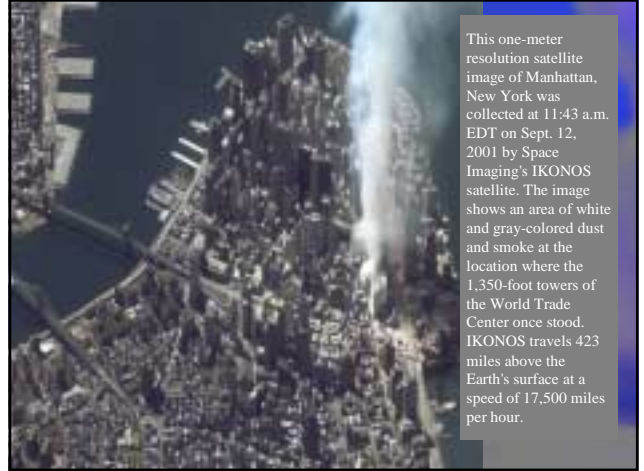 This one-meter
resolution satellite
image of Manhattan,
New York was
collected at 11:43 a.m.
EDT on Sept. 12,
2001 by Space
Imaging's IKONOS
satellite. The image
shows an area of white
and gray-colored dust
and smoke at the
location where the
1,350-foot towers of
the World Trade
Center once stood.
IKONOS travels 423
miles above the
Earth's surface at a
speed of 17,500 miles
per hour.